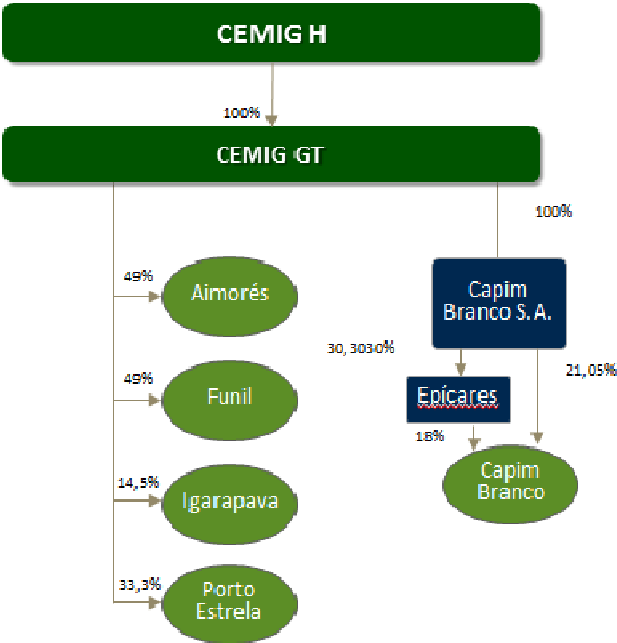 CEMIG H
100%
CEMIG GT
100%
49%
Aimorés
Capim
Branco S.A.
30,3030%
21,05%
49%
Funil
Epícares
18%
14,5%
Igarapava
Capim
Branco
33,3%
Porto
Estrela